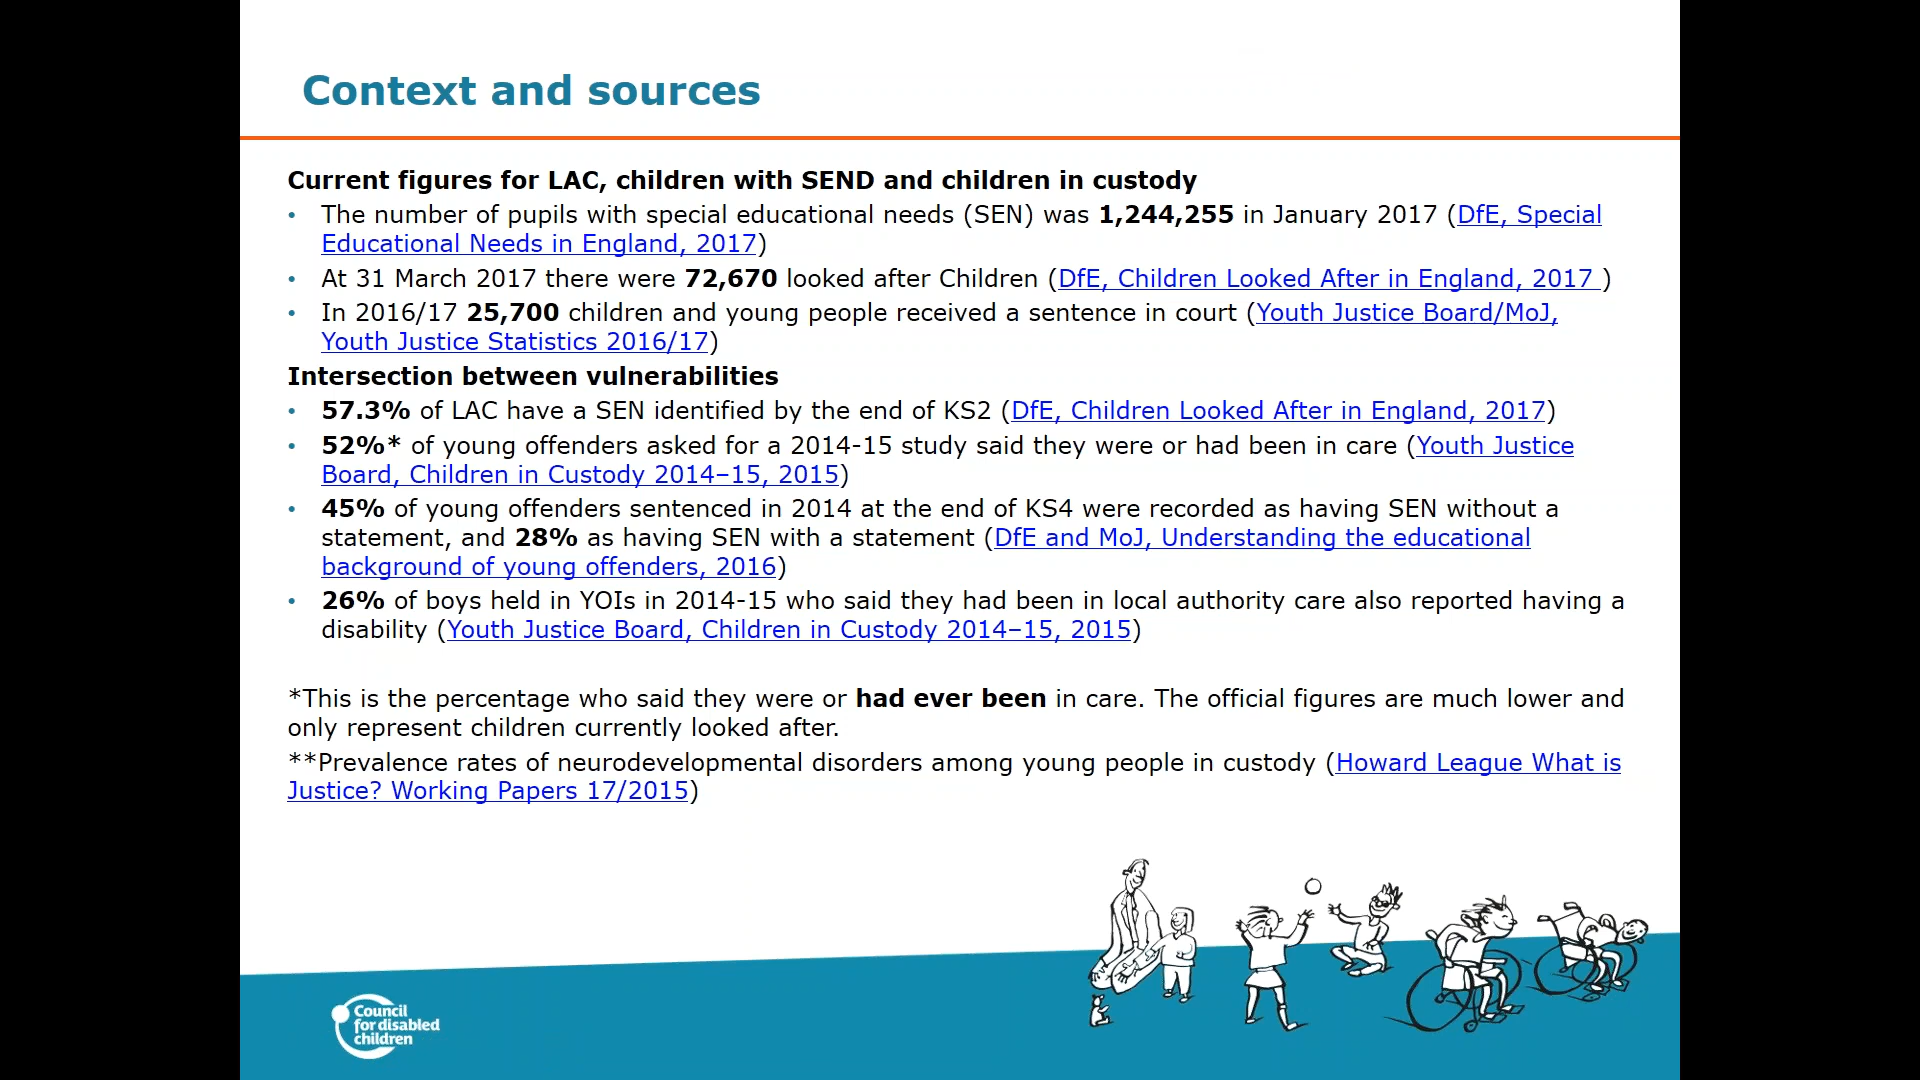 Context and sources
Current figures for LAC, children with SEND and children in custody
• The number of pupils with special educational needs (SEN) was 1,244,255 in January 2017 (DfE, Special
Educational Needs in England, 2017)
• At 31 March 2017 there were 72,670 looked after Children (DfE, Children Looked After in England, 2017 )
• In 2016/17 25,700 children and young people received a sentence in court (Youth Justice Board/MoJ,
Youth Justice Statistics 2016/17)
Intersection between vulnerabilities
• 57.3% of LAC have a SEN identified by the end of KS2 (DfE, Children Looked After in England, 2017)
• 52%* of young offenders asked for a 2014-15 study said they were or had been in care (Youth Justice
Board, Children in Custody 2014–15, 2015)
• 45% of young offenders sentenced in 2014 at the end of KS4 were recorded as having SEN without a
statement, and 28% as having SEN with a statement (DfE and MoJ, Understanding the educational
background of young offenders, 2016)
• 26% of boys held in YOIs in 2014-15 who said they had been in local authority care also reported having a
disability (Youth Justice Board, Children in Custody 2014–15, 2015)
*This is the percentage who said they were or had ever been in care. The official figures are much lower and
only represent children currently looked after.
**Prevalence rates of neurodevelopmental disorders among young people in custody (Howard League What is
Justice? Working Papers 17/2015)
Council
for disabled
children